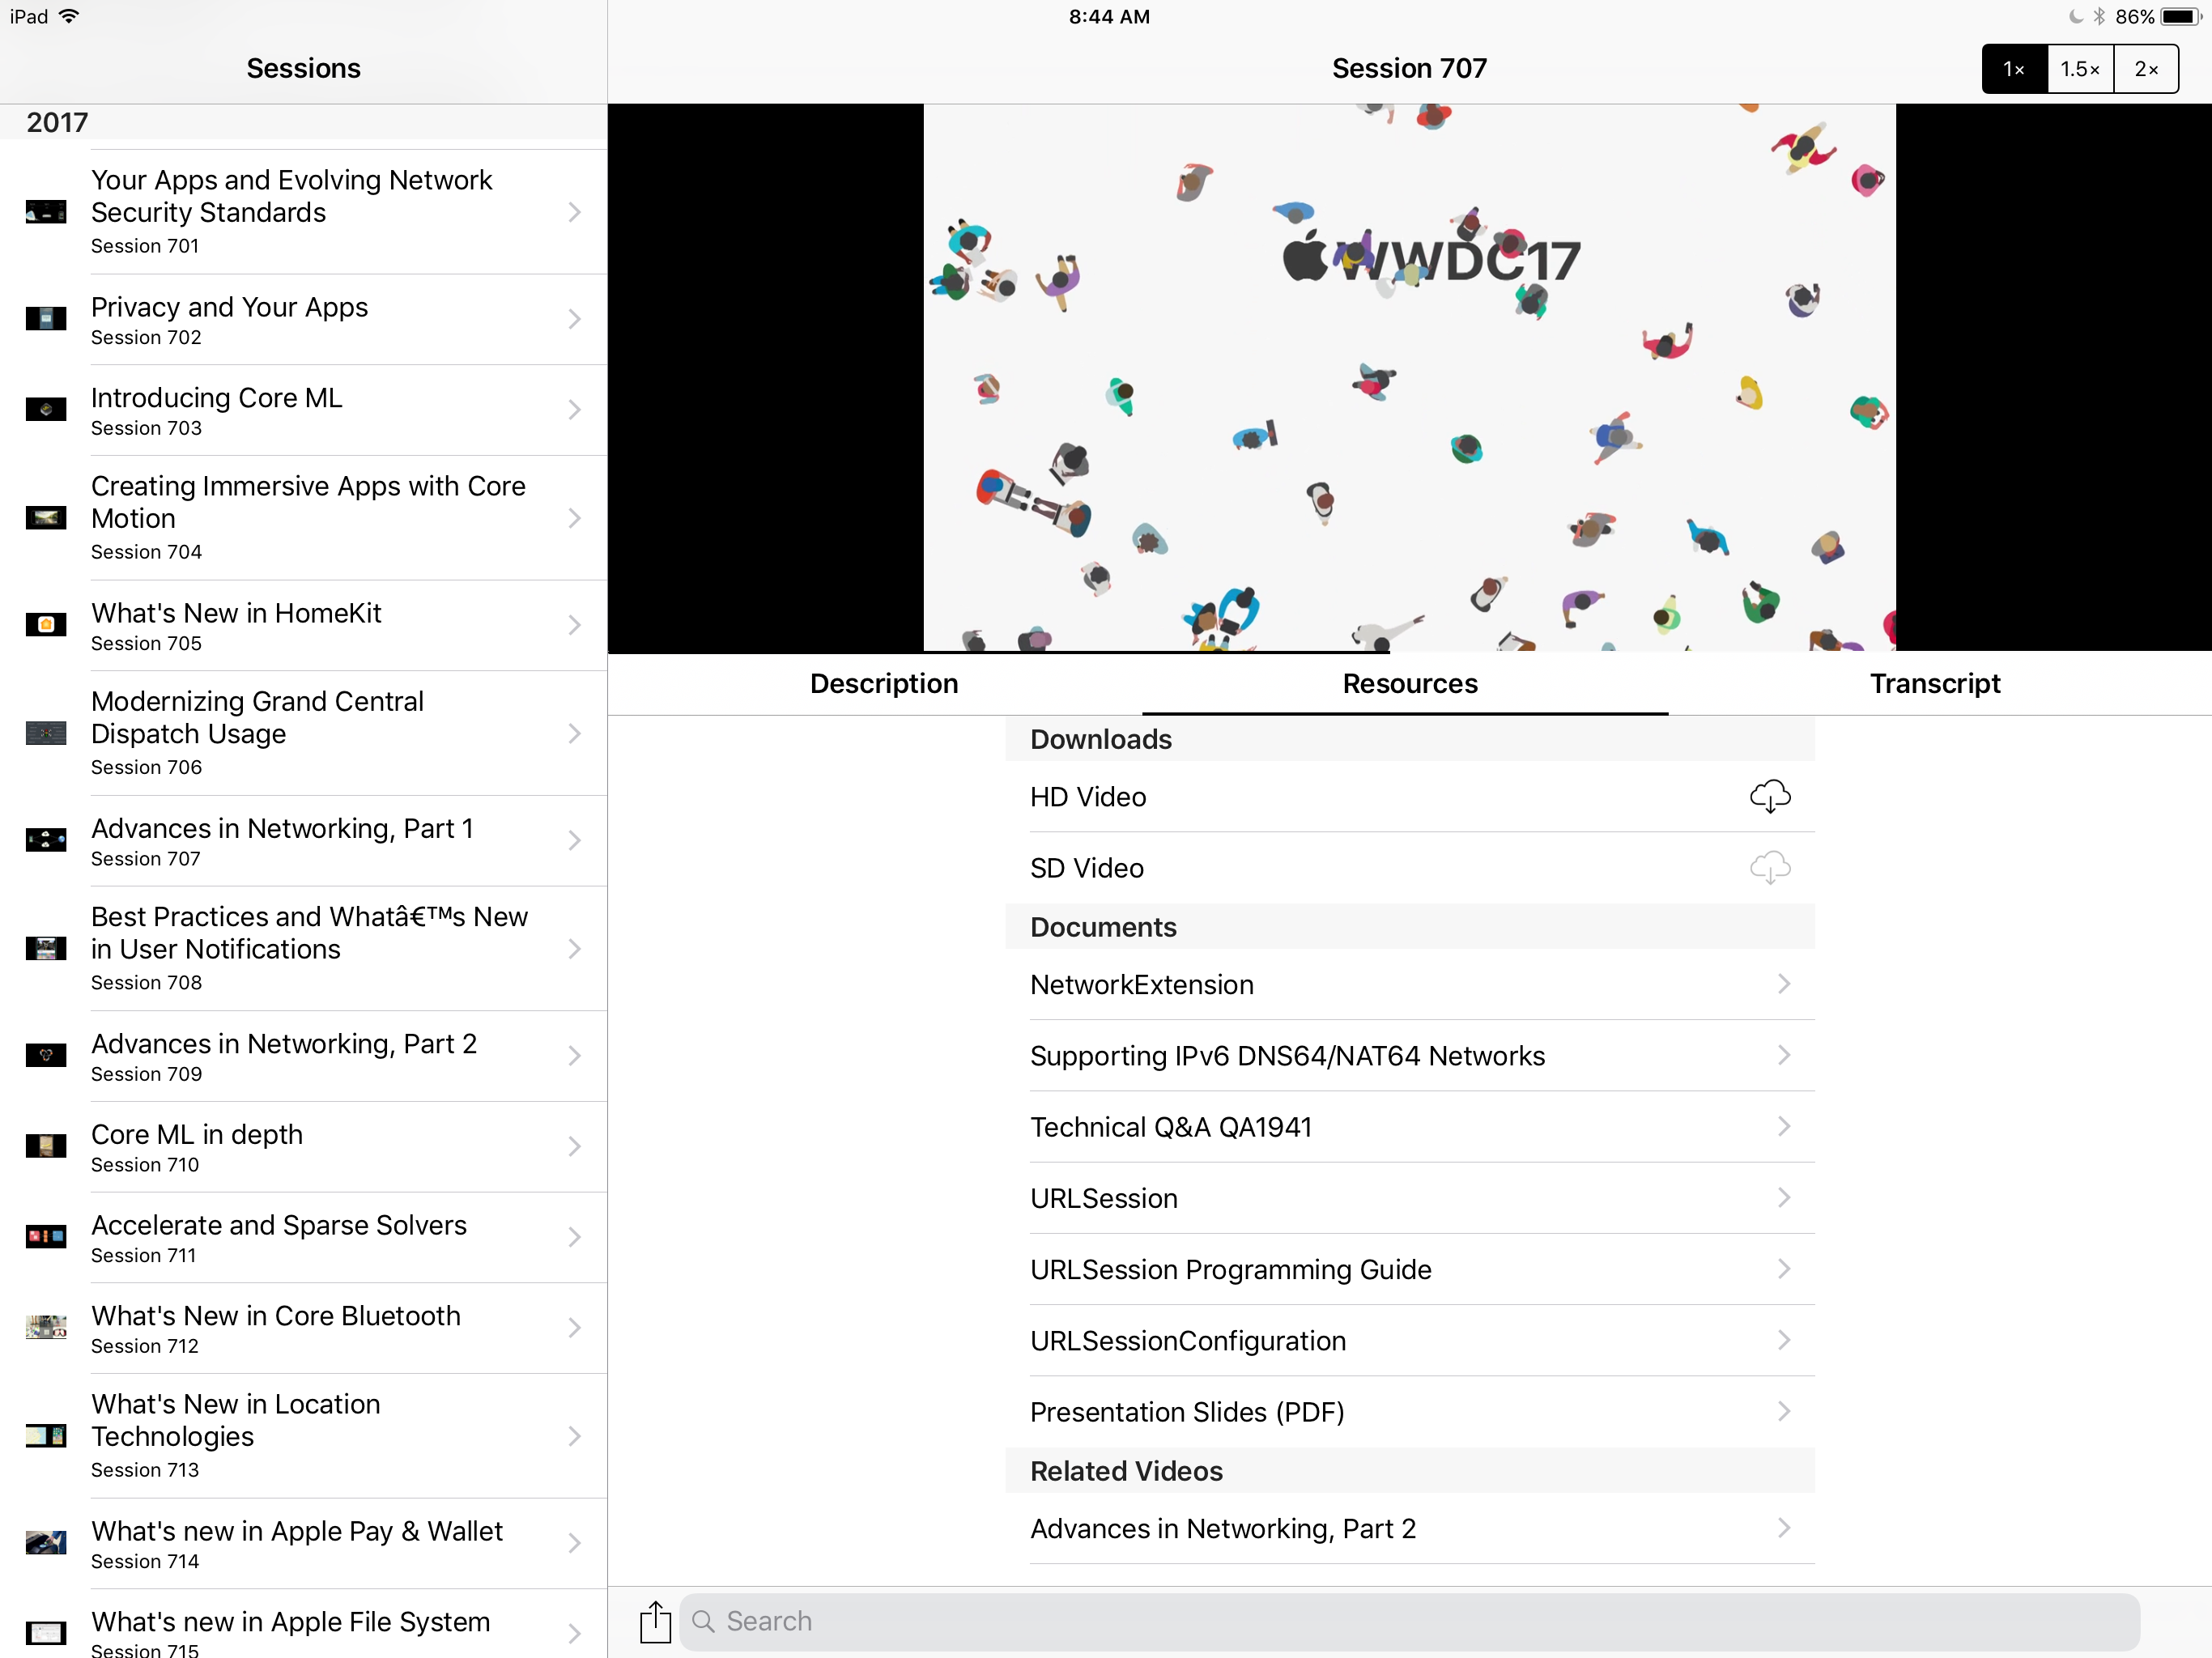 iPad
8:44 AM
86%
Sessions
Session 707
1×
1.5×
2×
2017
Your Apps and Evolving Network
Security Standards
Session 701
Privacy and Your Apps
Session 702
Introducing Core ML
Session 703
Creating Immersive Apps with Core
Motion
Session 704
What's New in HomeKit
Session 705
Modernizing Grand Central
Dispatch Usage
Session 706
Advances in Networking, Part 1
Session 707
Best Practices and Whatâ€™s New
in User Notifications
Session 708
Advances in Networking, Part 2
Session 709
Core ML in depth
Session 710
Accelerate and Sparse Solvers
Session 711
What's New in Core Bluetooth
Session 712
What's New in Location
Technologies
Session 713
What's new in Apple Pay & Wallet
Session 714
What's new in Apple File System
Session 715
WWDC17
Description
Resources
Transcript
Downloads
HD Video
SD Video
Documents
NetworkExtension
Supporting IPv6 DNS64/NAT64 Networks
Technical Q&A QA1941
URLSession
URLSession Programming Guide
URLSessionConfiguration
Presentation Slides (PDF)
Related Videos
Advances in Networking, Part 2
Search